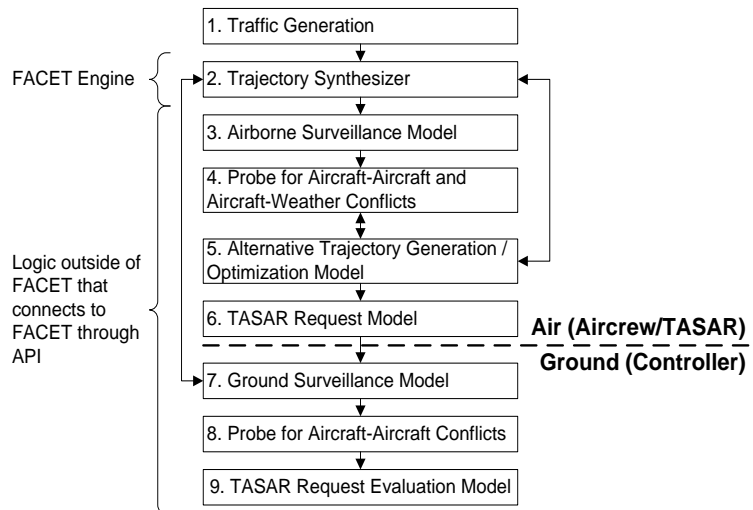 1. Traffic Generation
FACET Engine
2. Trajectory Synthesizer
3. Airborne Surveillance Model
4. Probe for Aircraft-Aircraft and
Aircraft-Weather Conflicts
5. Alternative Trajectory Generation /
Optimization Model
Logic outside of
FACET that
connects to
FACET through
API
6. TASAR Request Model
Air (Aircrew/TASAR)
Ground (Controller)
7. Ground Surveillance Model
8. Probe for Aircraft-Aircraft Conflicts
9. TASAR Request Evaluation Model